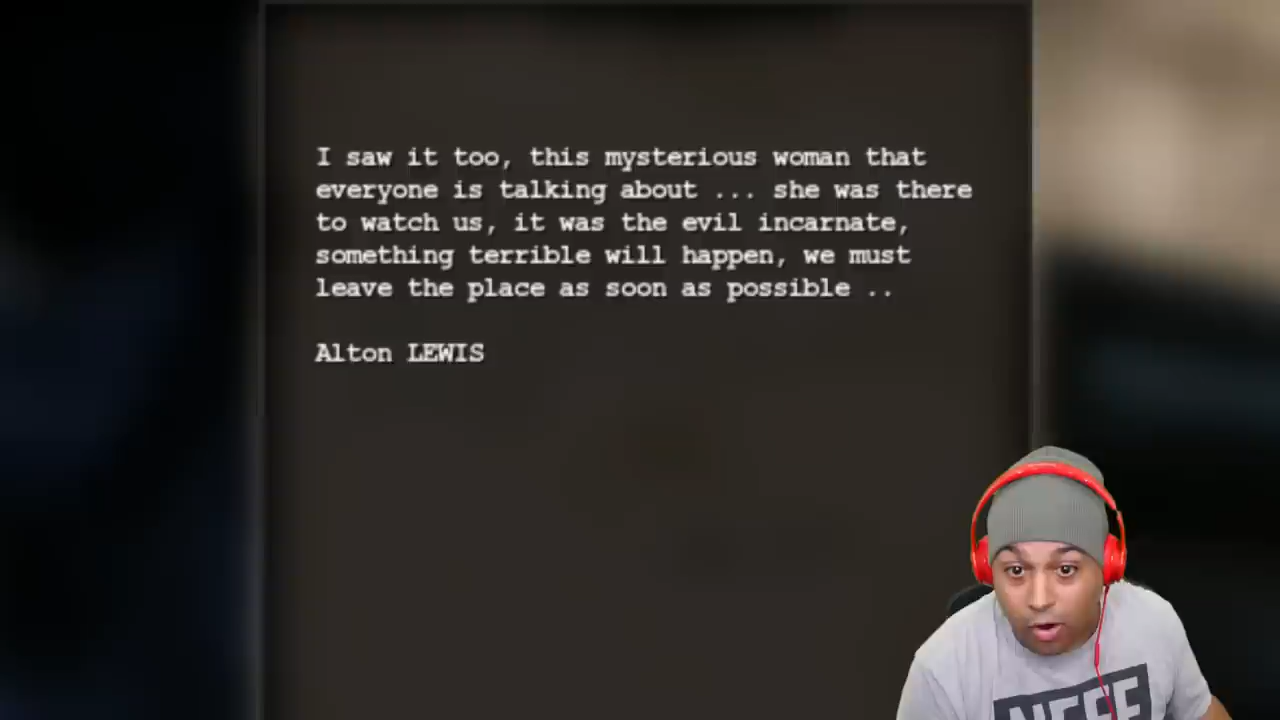 I saw it too, this mysterious woman that
everyone is talking about ... she was there
to watch us, it was the evil incarnate,
something terrible will happen, we must
leave the place as soon as possible ..
Alton LEWIS
NEFF